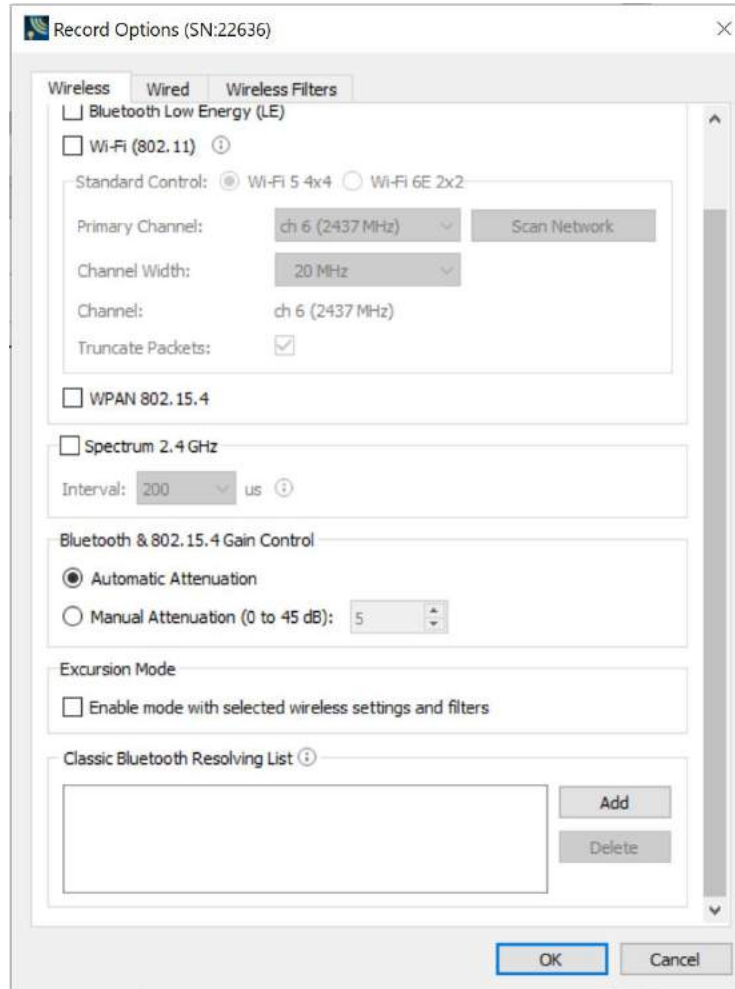 Record Options (SN:22636)
Wireless Wired Wireless Filters
Bluetooth Low Energy (LE)
Wi-Fi (802.11)
Standard Control: Wi-Fi 5 4x4 Wi-Fi 6E 2x2
Primary Channel: ch 6 (2437 MHz) Scan Network
Channel Width: 20 MHz
Channel: ch 6 (2437 MHz)
Truncate Packets:
WPAN 802.15.4
Spectrum 2.4 GHz
Interval: 200 us
Bluetooth & 802.15.4 Gain Control
Automatic Attenuation
Manual Attenuation (0 to 45 dB): 5
Excursion Mode
Enable mode with selected wireless settings and filters
Classic Bluetooth Resolving List
Add
Delete
OK Cancel